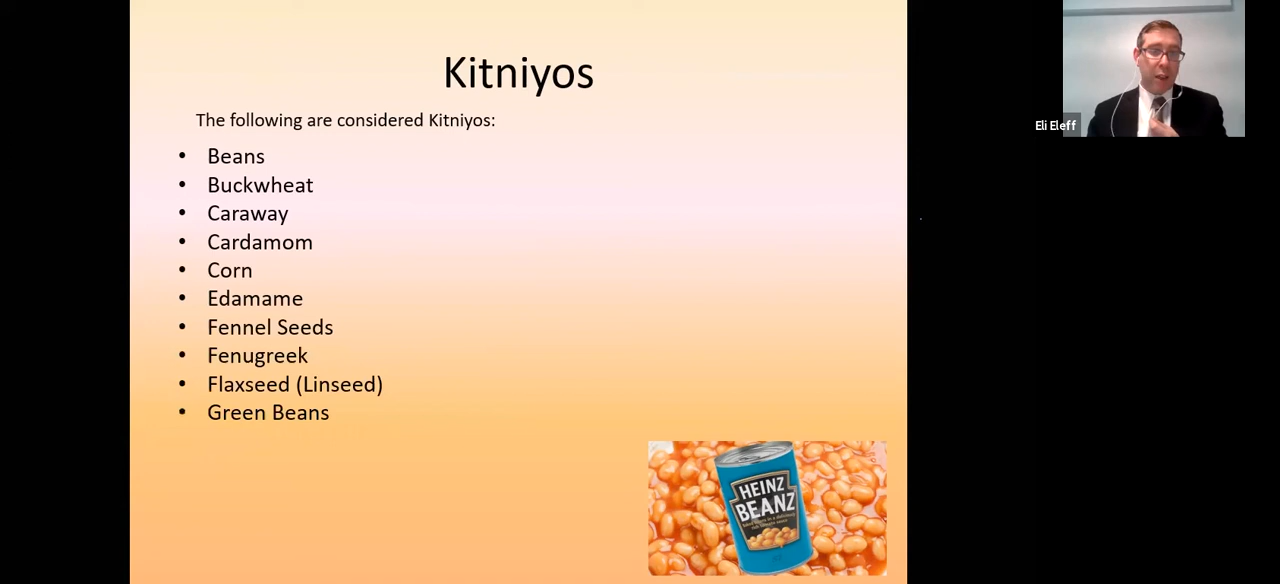 Kitniyos
The following are considered Kitniyos:
• Beans
• Buckwheat
• Caraway
• Cardamom
• Corn
• Edamame
• Fennel Seeds
• Fenugreek
• Flaxseed (Linseed)
• Green Beans
HEINZ
BEANZ
Eli Eleff